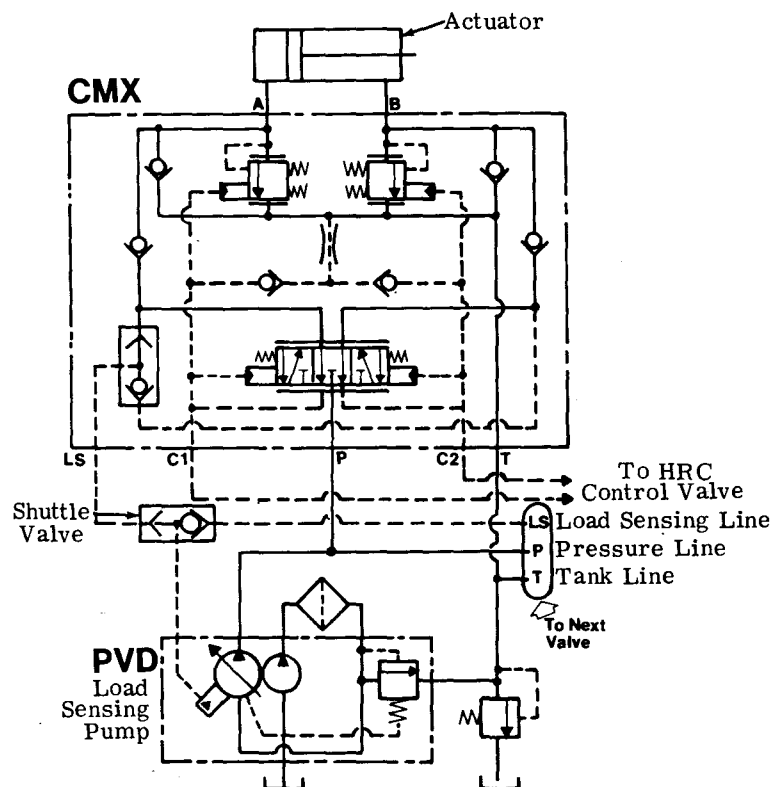 Actuator
CMX
A
B
LS
C1
P
C2
T
To HRC
Control Valve
Shuttle
Valve
LS Load Sensing Line
P Pressure Line
T Tank Line
To Next
Valve
PVD
Load
Sensing
Pump